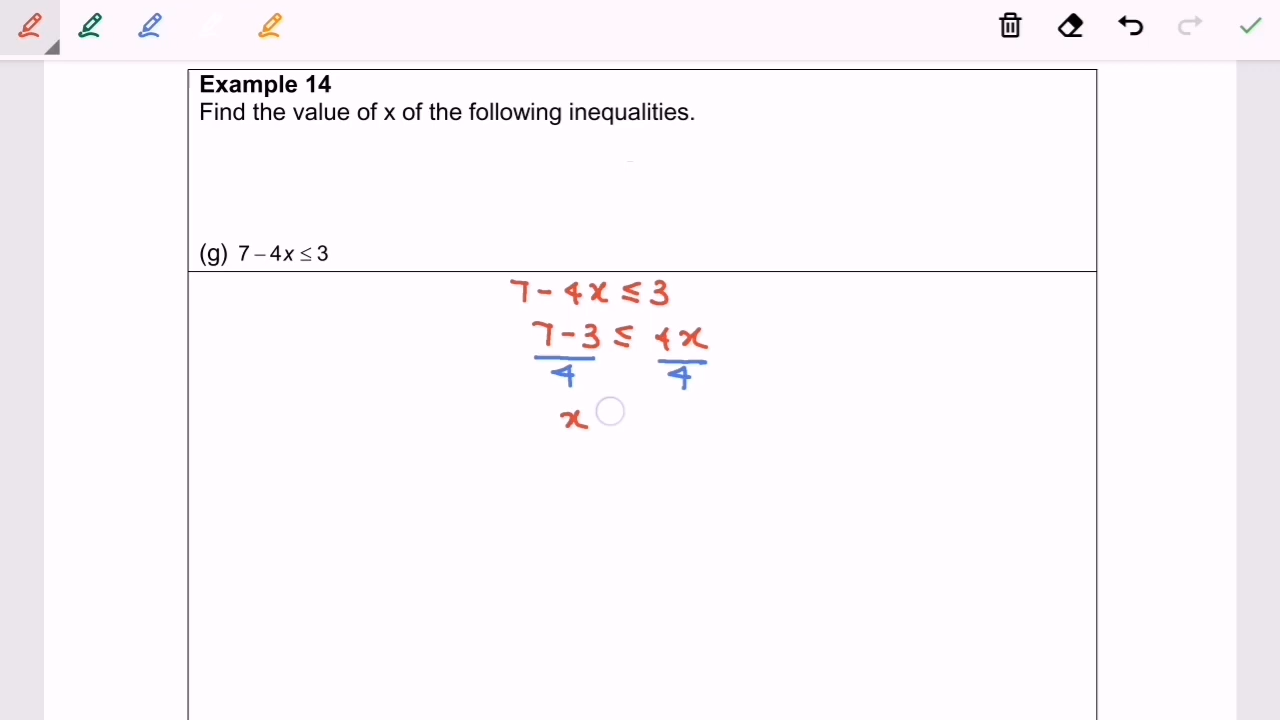 Example 14
Find the value of x of the following inequalities.
(g) 7 – 4x ≤ 3
7 - 4x ≤ 3
7 - 3 ≤ 4x
4 4
x